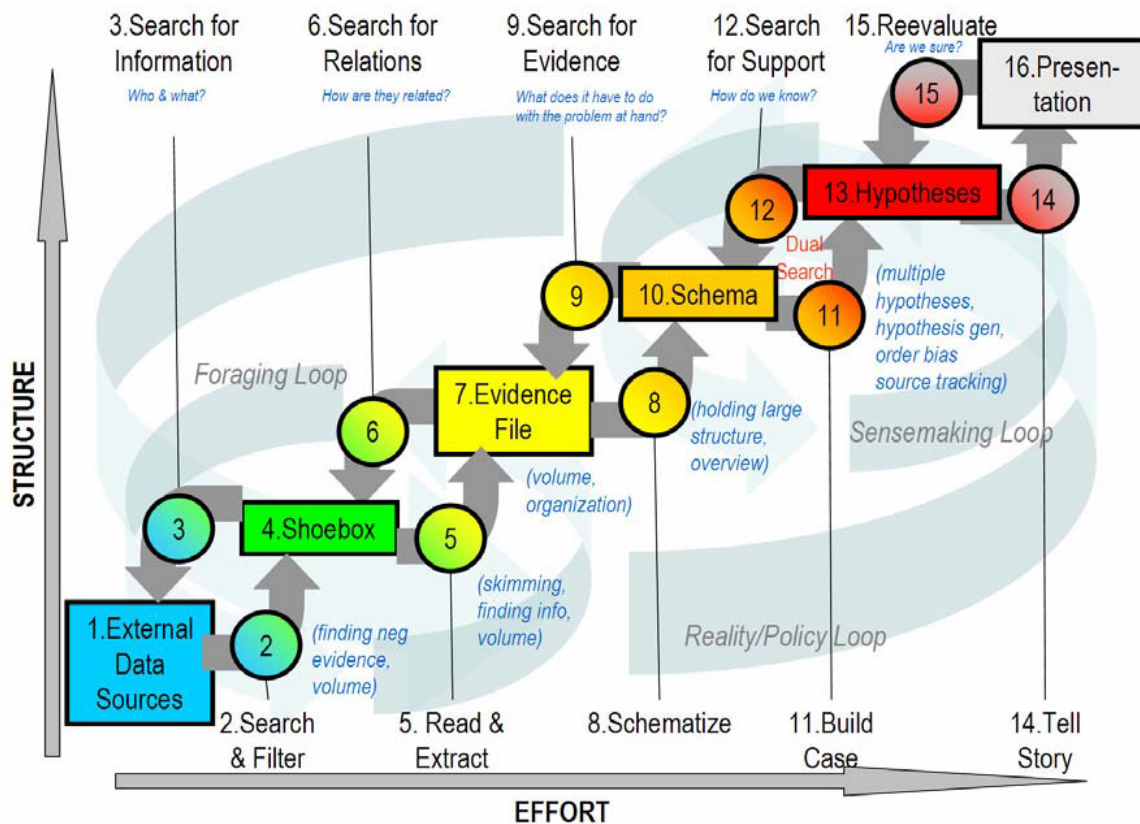 3.Search for
Information
Who & what?
6.Search for
Relations
How are they related?
9.Search for
Evidence
What does it have to do
with the problem at hand?
12.Search
for Support
How do we know?
15.Reevaluate
Are we sure?
16.Presen-
tation
15
13.Hypotheses
14
12
Dual
Search
10.Schema
9
11
(multiple
hypotheses,
hypothesis gen,
order bias
source tracking)
Foraging Loop
7.Evidence
File
8
6
(holding large
structure,
overview)
Sensemaking Loop
(volume,
organization)
3
4.Shoebox
5
(skimming,
finding info,
volume)
1.External
Data
Sources
2
(finding neg
evidence,
volume)
Reality/Policy Loop
2.Search
& Filter
5. Read &
Extract
8.Schematize
11.Build
Case
14.Tell
Story
STRUCTURE
EFFORT